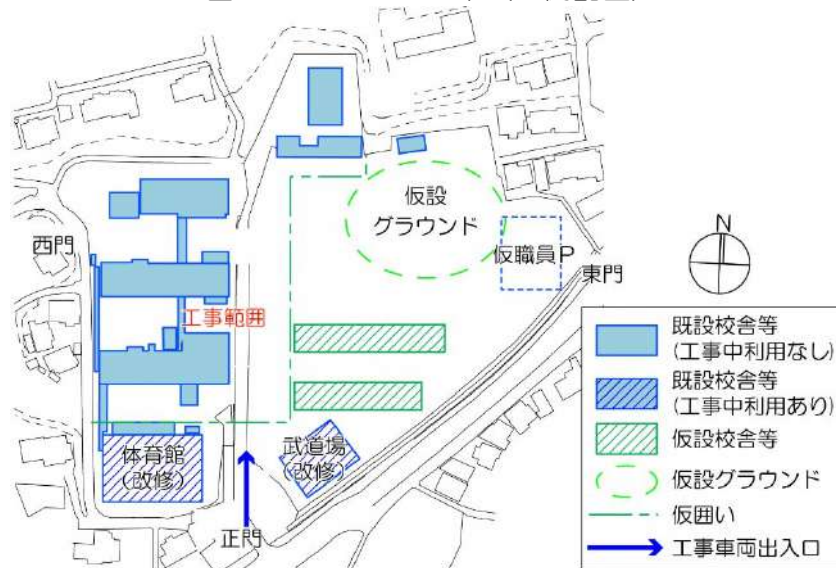 仮設
グラウンド
西門
仮職員P
東門
工事範囲
体育館
(改修)
武道場
(改修)
正門
N
既設校舎等
(工事中利用なし)
既設校舎等
(工事中利用あり)
仮設校舎等
仮設グラウンド
仮囲い
工事車両出入口